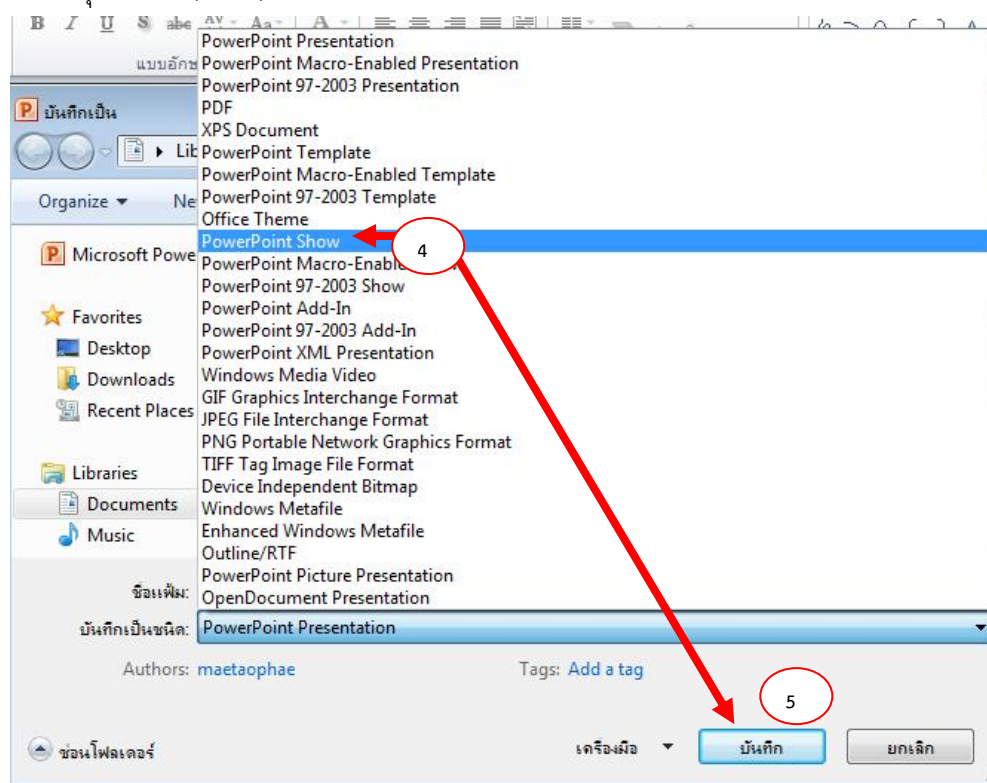 B I U S abc AV Aa A
แบบอักษ
PowerPoint Presentation
PowerPoint Macro-Enabled Presentation
PowerPoint 97-2003 Presentation
บันทึกเป็น
PDF
XPS Document
Lib
PowerPoint Template
PowerPoint Macro-Enabled Template
Organize
Ne
PowerPoint 97-2003 Template
Office Theme
PowerPoint Show
4
Microsoft Powe
PowerPoint Macro-Enabl
PowerPoint 97-2003 Show
Favorites
PowerPoint Add-In
PowerPoint 97-2003 Add-In
Desktop
PowerPoint XML Presentation
Downloads
Windows Media Video
GIF Graphics Interchange Format
Recent Places
JPEG File Interchange Format
PNG Portable Network Graphics Format
Libraries
TIFF Tag Image File Format
Device Independent Bitmap
Documents
Windows Metafile
Music
Enhanced Windows Metafile
Outline/RTF
PowerPoint Picture Presentation
ชื่อแฟ้ม:
OpenDocument Presentation
บันทึกเป็นชนิด: PowerPoint Presentation
Authors: maetaophae Tags: Add a tag
5
ซ่อนโฟลเดอร์ เครื่องมือ บันทึก ยกเลิก